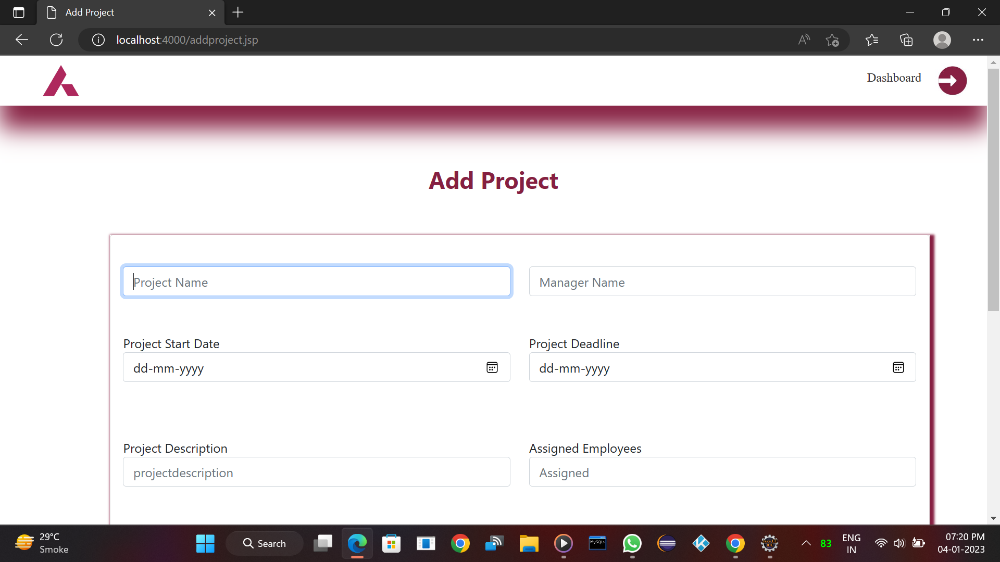 Add Project
localhost:4000/addproject.jsp
Dashboard
Add Project
Project Name
Manager Name
Project Start Date
Project Deadline
dd-mm-yyyy
dd-mm-yyyy
Project Description
Assigned Employees
projectdescription
Assigned
29°C
Smoke
Search
MySQL
83
ENG
IN
07:20 PM
04-01-2023